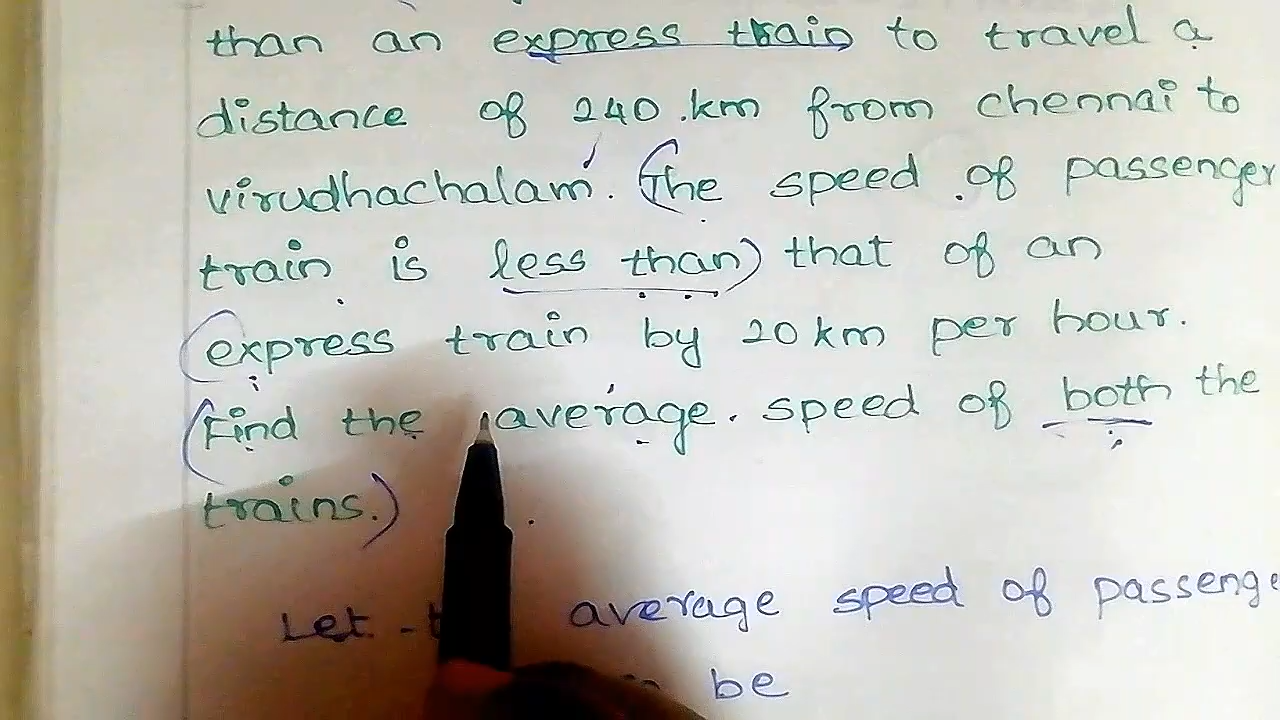 than an express train to travel a
distance of 240 km from chennai to
virudhachalam. (The speed of passenger
train is less than) that of an
(express train by 20 km per hour.
(Find the average speed of both the
trains.)
Let average speed of passenge
be